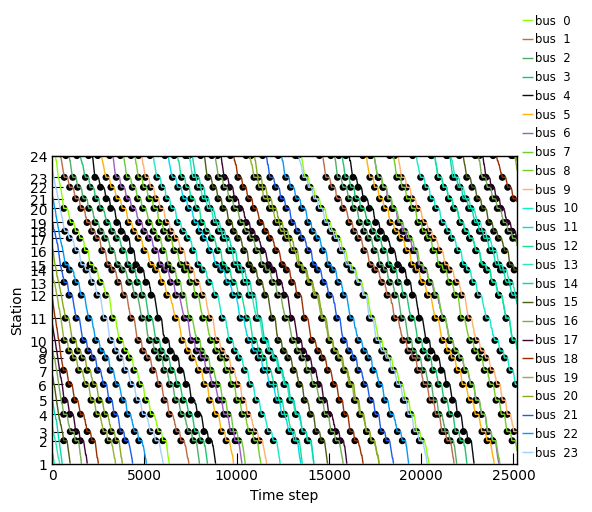 bus 0
bus 1
bus 2
bus 3
bus 4
bus 5
bus 6
bus 7
bus 8
bus 9
bus 10
bus 11
bus 12
bus 13
bus 14
bus 15
bus 16
bus 17
bus 18
bus 19
bus 20
bus 21
bus 22
bus 23
24
23
22
21
20
19
18
17
16
15
14
13
12
11
10
9
8
7
6
5
4
3
2
1
Station
0 5000 10000 15000 20000 25000
Time step